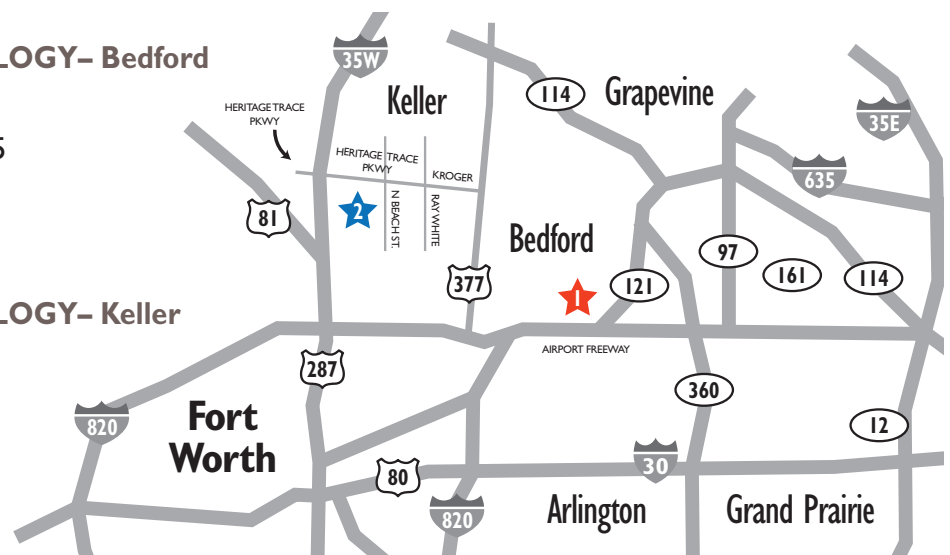 LOGY– Bedford
5
LOGY– Keller
35W
Keller
114
Grapevine
35E
HERITAGE TRACE
PKWY
HERITAGE TRACE
PKWY
KROGER
635
81
2
N BEACH ST.
RAY WHITE
Bedford
97
161
114
377
1
121
AIRPORT FREEWAY
287
360
820
Fort
Worth
12
80
30
820
Arlington
Grand Prairie